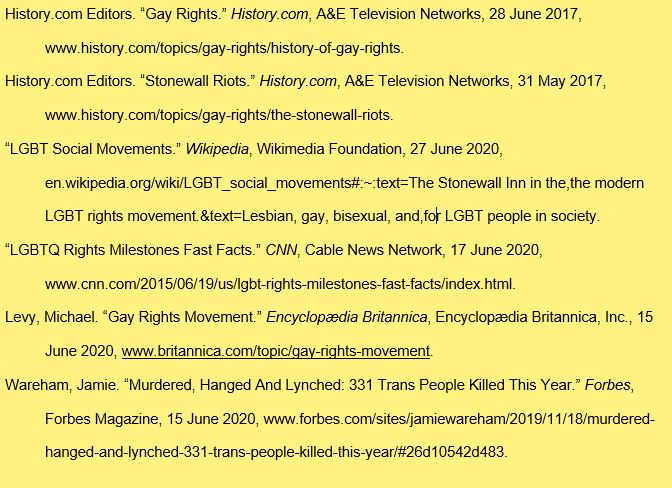 History.com Editors. “Gay Rights.” History.com, A&E Television Networks, 28 June 2017,
www.history.com/topics/gay-rights/history-of-gay-rights.
History.com Editors. “Stonewall Riots.” History.com, A&E Television Networks, 31 May 2017,
www.history.com/topics/gay-rights/the-stonewall-riots.
“LGBT Social Movements.” Wikipedia, Wikimedia Foundation, 27 June 2020,
en.wikipedia.org/wiki/LGBT_social_movements#:~:text=The Stonewall Inn in the,the modern
LGBT rights movement.&text=Lesbian, gay, bisexual, and,for LGBT people in society.
“LGBTQ Rights Milestones Fast Facts.” CNN, Cable News Network, 17 June 2020,
www.cnn.com/2015/06/19/us/lgbt-rights-milestones-fast-facts/index.html.
Levy, Michael. “Gay Rights Movement.” Encyclopædia Britannica, Encyclopædia Britannica, Inc., 15
June 2020, www.britannica.com/topic/gay-rights-movement.
Wareham, Jamie. “Murdered, Hanged And Lynched: 331 Trans People Killed This Year.” Forbes,
Forbes Magazine, 15 June 2020, www.forbes.com/sites/jamiewareham/2019/11/18/murdered-
hanged-and-lynched-331-trans-people-killed-this-year/#26d10542d483.